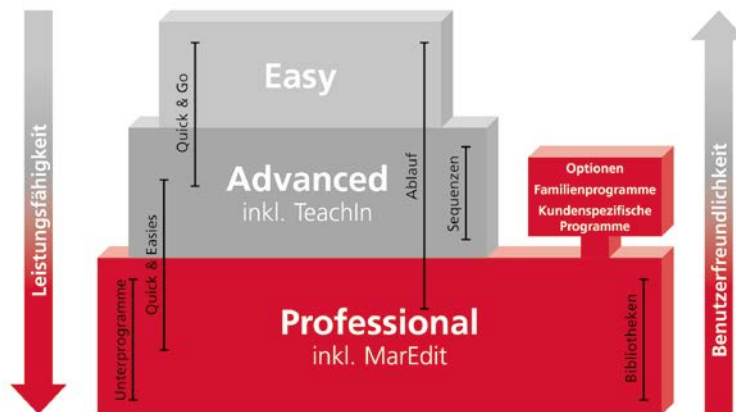 Leistungsfähigkeit
Easy
Quick & Go
Ablauf
Advanced
inkl. TeachIn
Sequenzen
Quick & Easies
Optionen
Familienprogramme
Kundenspezifische
Programme
Professional
inkl. MarEdit
Unterprogramme
Bibliotheken
Benutzerfreundlichkeit